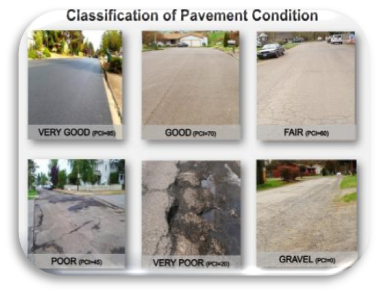 Classification of Pavement Condition
VERY GOOD (PCI=85)
GOOD (PCI=70)
FAIR (PCI=60)
POOR (PCI=40)
VERY POOR (PCI=20)
GRAVEL (PCI=0)